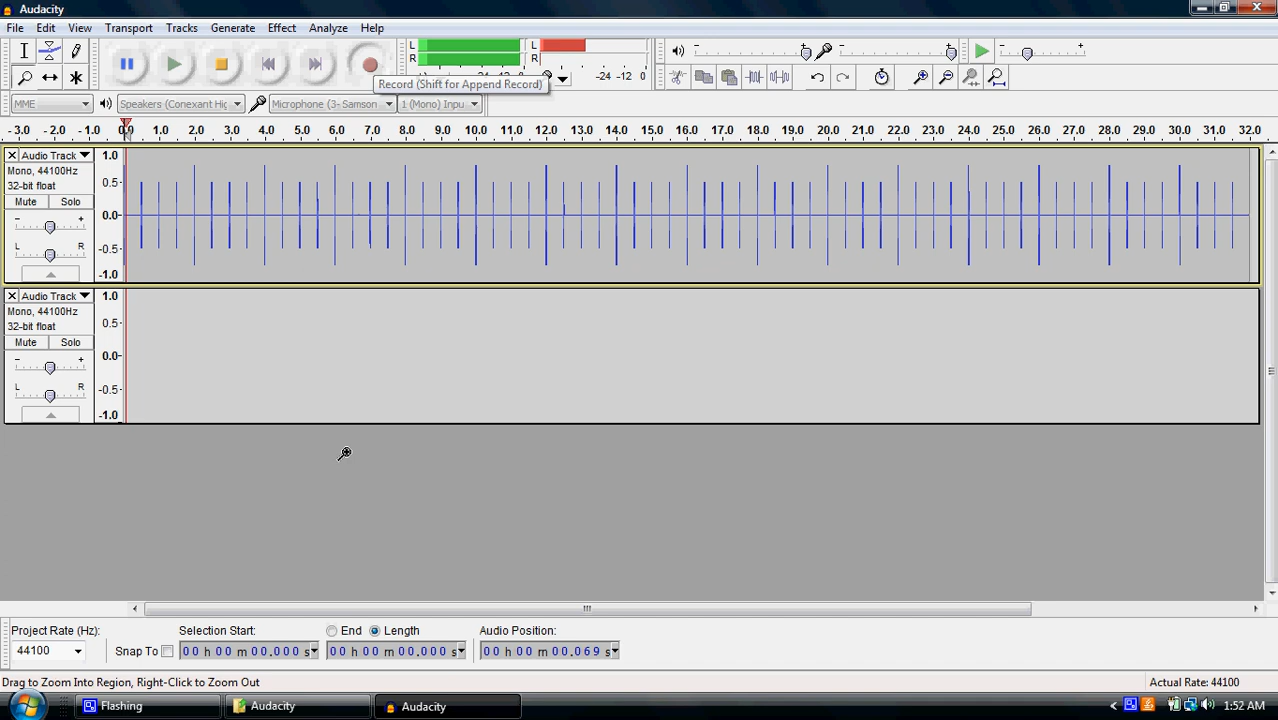 Audacity
File Edit View Transport Tracks Generate Effect Analyze Help
L L
R R
-24 -12 0 -24 -12 0
Record (Shift for Append Record)
MME Speakers (Conexant Hig Microphone (3- Samson 1 (Mono) Inpu
-3.0 -2.0 -1.0 0.0 1.0 2.0 3.0 4.0 5.0 6.0 7.0 8.0 9.0 10.0 11.0 12.0 13.0 14.0 15.0 16.0 17.0 18.0 19.0 20.0 21.0 22.0 23.0 24.0 25.0 26.0 27.0 28.0 29.0 30.0 31.0 32.0
Audio Track 1.0
Mono, 44100Hz
32-bit float 0.5
Mute Solo 0.0
- +
L R -0.5
-1.0
Audio Track 1.0
Mono, 44100Hz
32-bit float 0.5
Mute Solo 0.0
- +
L R -0.5
-1.0
Project Rate (Hz): Selection Start: End Length Audio Position:
44100 Snap To 00 h 00 m 00.000 s 00 h 00 m 00.000 s 00 h 00 m 00.069 s
Drag to Zoom Into Region, Right-Click to Zoom Out Actual Rate: 44100
Flashing Audacity Audacity 1:52 AM